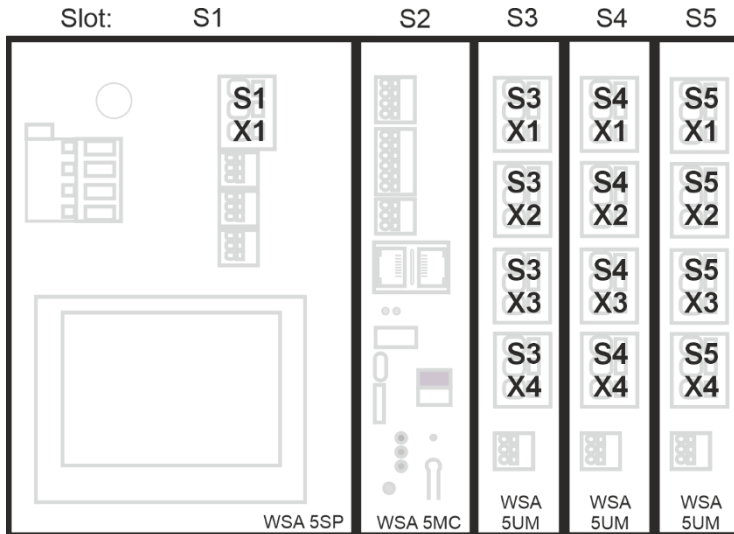 Slot: S1 S2 S3 S4 S5
S1 S3 S4 S5
X1 X1 X1 X1
S3 S4 S5
X2 X2 X2
S3 S4 S5
X3 X3 X3
S3 S4 S5
X4 X4 X4
WSA WSA WSA
WSA 5SP WSA 5MC 5UM 5UM 5UM